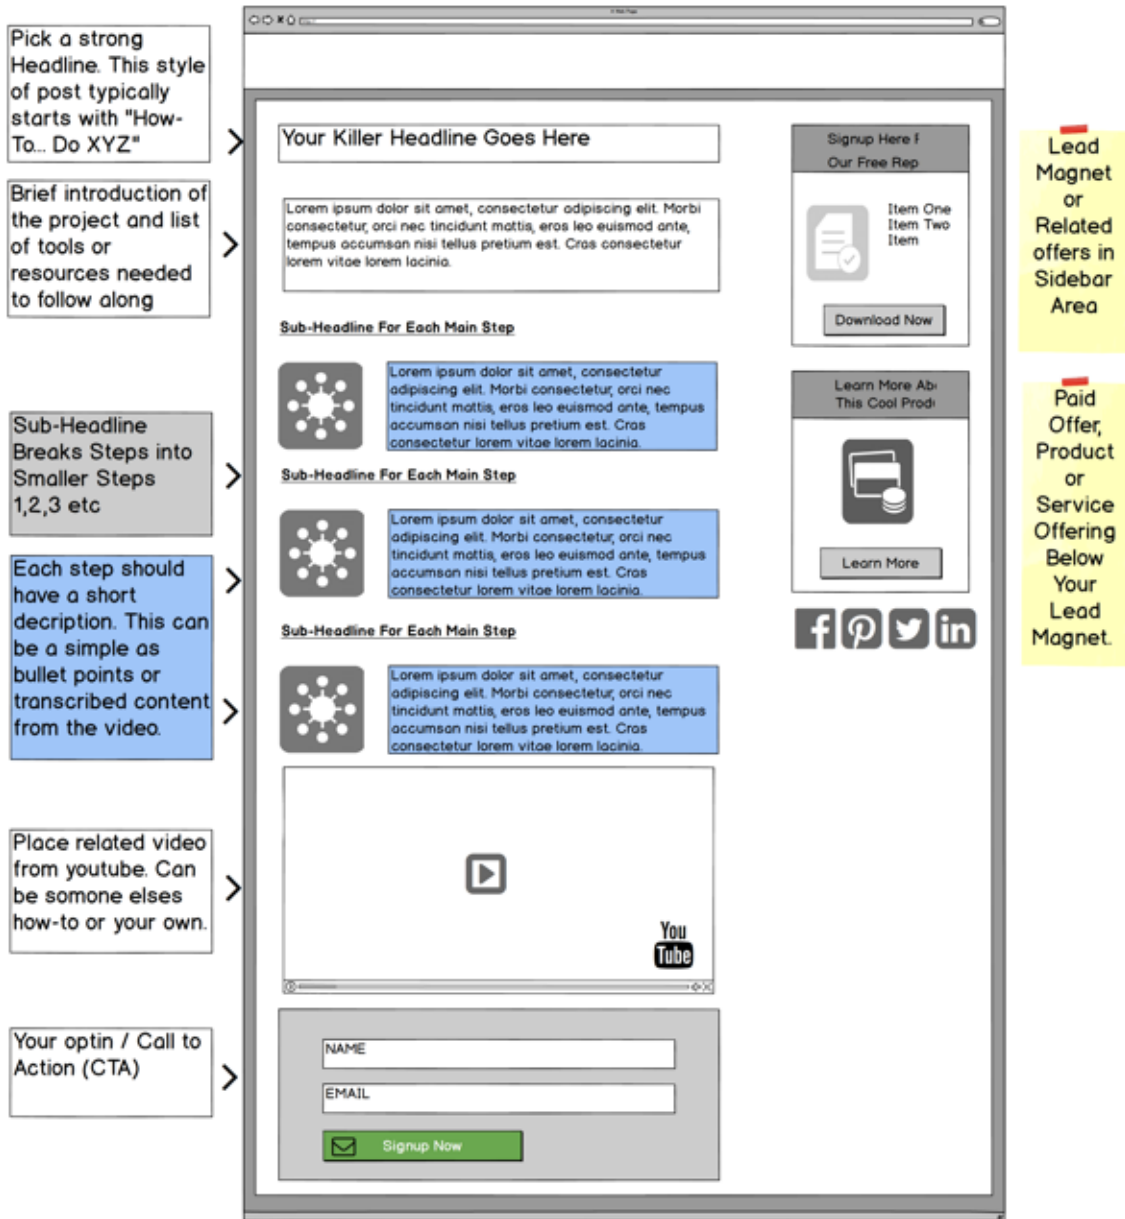 A Web Page
http://
Pick a strong
Headline. This style
of post typically
starts with "How-
To... Do XYZ"
Brief introduction of
the project and list
of tools or
resources needed
to follow along
Sub-Headline
Breaks Steps into
Smaller Steps
1,2,3 etc
Each step should
have a short
decription. This can
be a simple as
bullet points or
transcribed content
from the video.
Place related video
from youtube. Can
be somone elses
how-to or your own.
Your optin / Call to
Action (CTA)
Your Killer Headline Goes Here
Lorem ipsum dolor sit amet, consectetur adipiscing elit. Morbi
consectetur, orci nec tincidunt mattis, eros leo euismod ante,
tempus accumsan nisi tellus pretium est. Cras consectetur
lorem vitae lorem lacinia.
Sub-Headline For Each Main Step
Lorem ipsum dolor sit amet, consectetur
adipiscing elit. Morbi consectetur, orci nec
tincidunt mattis, eros leo euismod ante, tempus
accumsan nisi tellus pretium est. Cras
consectetur lorem vitae lorem lacinia.
Sub-Headline For Each Main Step
Lorem ipsum dolor sit amet, consectetur
adipiscing elit. Morbi consectetur, orci nec
tincidunt mattis, eros leo euismod ante, tempus
accumsan nisi tellus pretium est. Cras
consectetur lorem vitae lorem lacinia.
Sub-Headline For Each Main Step
Lorem ipsum dolor sit amet, consectetur
adipiscing elit. Morbi consectetur, orci nec
tincidunt mattis, eros leo euismod ante, tempus
accumsan nisi tellus pretium est. Cras
consectetur lorem vitae lorem lacinia.
You
Tube
NAME
EMAIL
Signup Now
Signup Here F
Our Free Rep
Item One
Item Two
Item
Download Now
Learn More Ab
This Cool Prod
Learn More
Lead
Magnet
or
Related
offers in
Sidebar
Area
Paid
Offer,
Product
or
Service
Offering
Below
Your
Lead
Magnet.